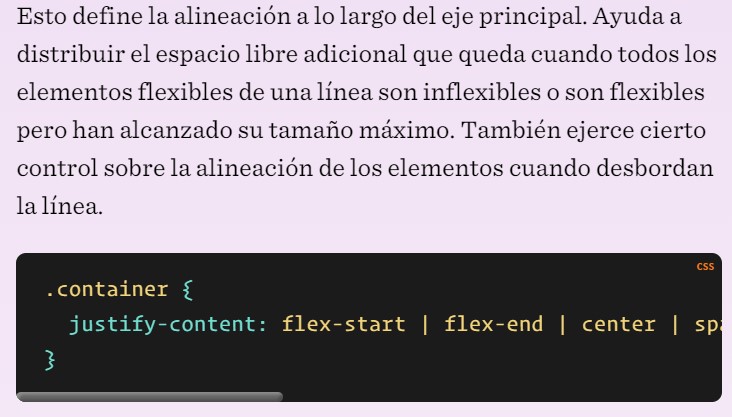 Esto define la alineación a lo largo del eje principal. Ayuda a
distribuir el espacio libre adicional que queda cuando todos los
elementos flexibles de una línea son inflexibles o son flexibles
pero han alcanzado su tamaño máximo. También ejerce cierto
control sobre la alineación de los elementos cuando desbordan
la línea.
CSS
.container {
  justify-content: flex-start | flex-end | center |
}